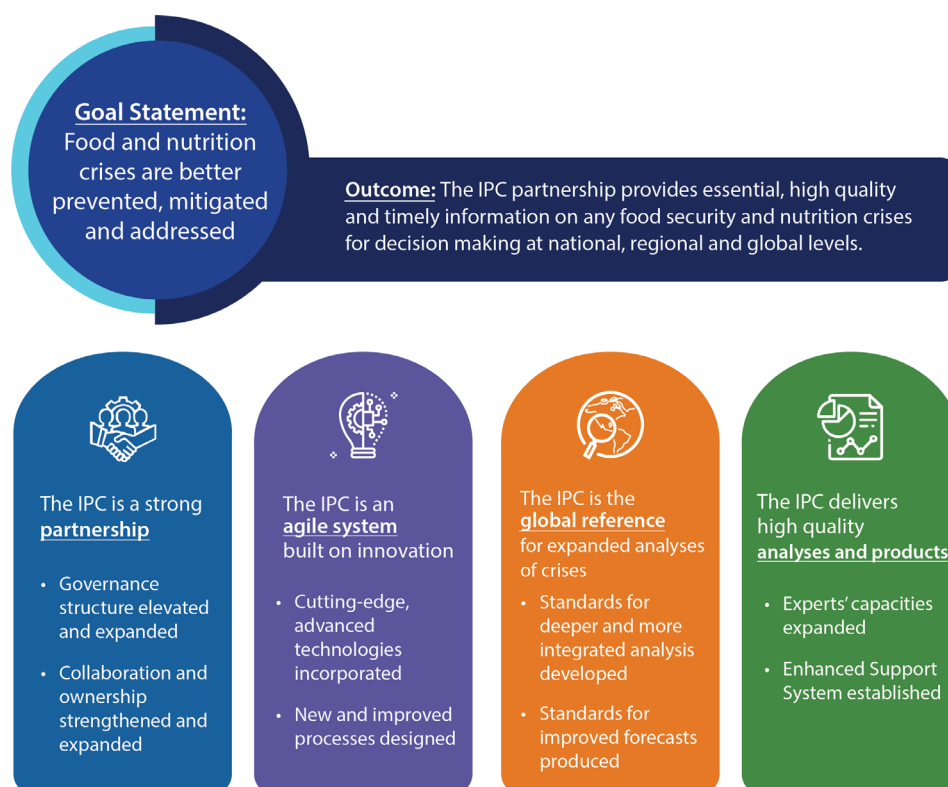 Goal Statement:
Food and nutrition
crises are better
prevented, mitigated
and addressed
Outcome: The IPC partnership provides essential, high quality
and timely information on any food security and nutrition crises
for decision making at national, regional and global levels.
The IPC is a strong
partnership
• Governance
structure elevated
and expanded
• Collaboration and
ownership
strengthened and
expanded
The IPC is an
agile system
built on innovation
• Cutting-edge,
advanced
technologies
incorporated
• New and improved
processes designed
The IPC is the
global reference
for expanded analyses
of crises
• Standards for
deeper and more
integrated analysis
developed
• Standards for
improved forecasts
produced
The IPC delivers
high quality
analyses and products
• Experts’ capacities
expanded
• Enhanced Support
System established